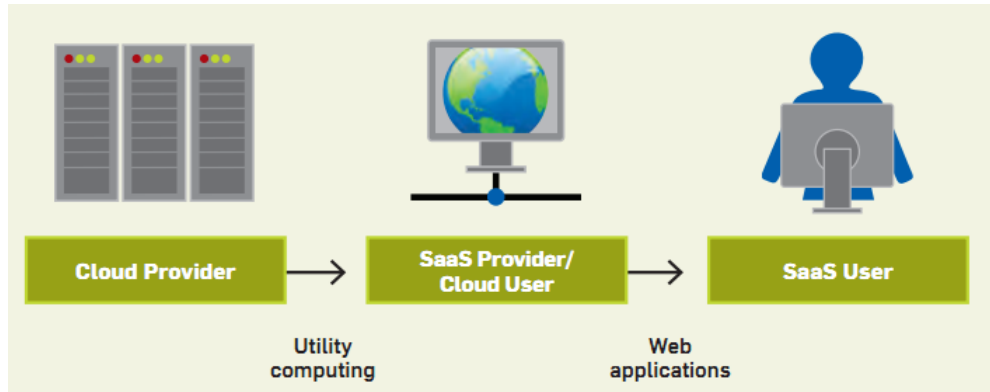 Cloud Provider
SaaS Provider/
Cloud User
SaaS User
Utility
computing
Web
applications